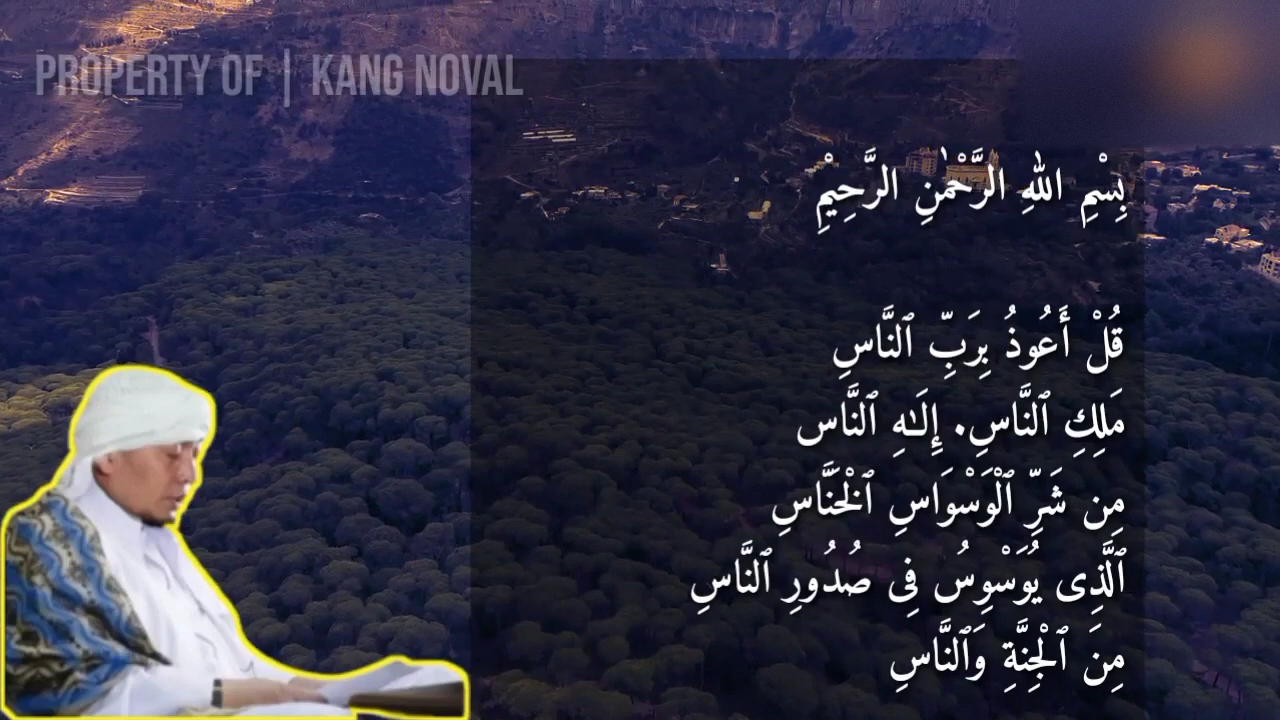 PROPERTY OF | KANG NOVAL
بِسْمِ اللهِ الرَّحْمٰنِ الرَّحِيْمِ
قُلْ أَعُوذُ بِرَبِّ ٱلنَّاسِ
مَلِكِ ٱلنَّاسِ. إِلَـٰهِ ٱلنَّاس
مِن شَرِّ ٱلْوَسْوَاسِ ٱلْخَنَّاسِ
ٱلَّذِى يُوَسْوِسُ فِى صُدُورِ ٱلنَّاسِ
مِنَ ٱلْجِنَّةِ وَٱلنَّاسِ